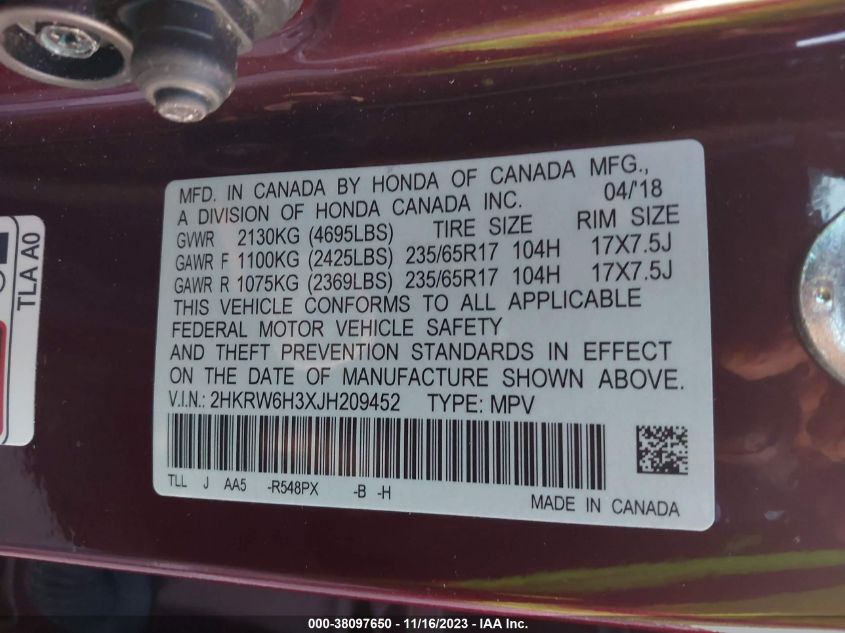 MFD. IN CANADA BY HONDA OF CANADA MFG.,
A DIVISION OF HONDA CANADA INC. 04/'18
GVWR 2130KG (4695LBS) TIRE SIZE RIM SIZE
GAWR F 1100KG (2425LBS) 235/65R17 104H 17X7.5J
GAWR R 1075KG (2369LBS) 235/65R17 104H 17X7.5J
THIS VEHICLE CONFORMS TO ALL APPLICABLE
FEDERAL MOTOR VEHICLE SAFETY
AND THEFT PREVENTION STANDARDS IN EFFECT
ON THE DATE OF MANUFACTURE SHOWN ABOVE.
V.I.N.: 2HKRW6H3XJH209452 TYPE: MPV
TLL J AA5 -R548PX -B -H
MADE IN CANADA
TLA A0
000-38097650 - 11/16/2023 - IAA Inc.